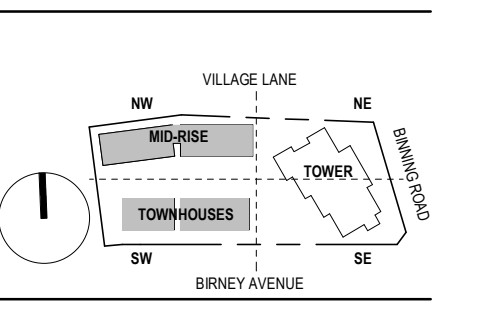 VILLAGE LANE
NW
NE
MID-RISE
BINNING ROAD
TOWER
TOWNHOUSES
SW
SE
BIRNEY AVENUE